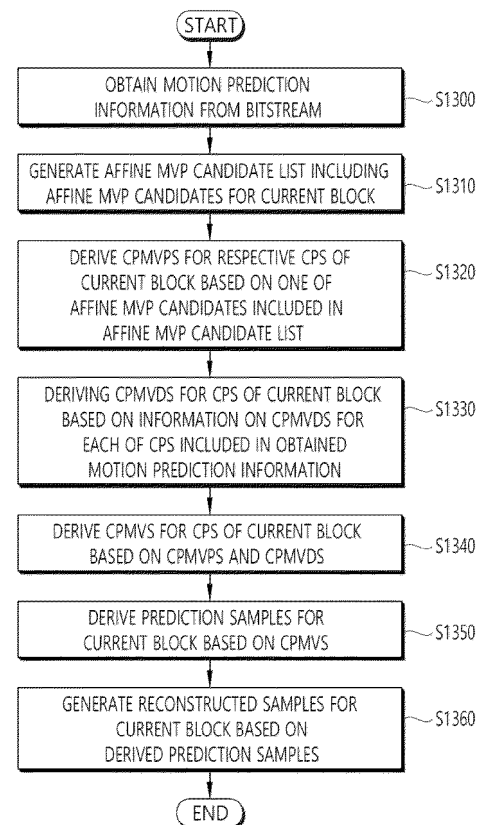 START
OBTAIN MOTION PREDICTION
INFORMATION FROM BITSTREAM
S1300
GENERATE AFFINE MVP CANDIDATE LIST INCLUDING
AFFINE MVP CANDIDATES FOR CURRENT BLOCK
S1310
DERIVE CPMVPS FOR RESPECTIVE CPS OF
CURRENT BLOCK BASED ON ONE OF
AFFINE MVP CANDIDATES INCLUDED IN
AFFINE MVP CANDIDATE LIST
S1320
DERIVING CPMVDS FOR CPS OF CURRENT BLOCK
BASED ON INFORMATION ON CPMVDS FOR
EACH OF CPS INCLUDED IN OBTAINED
MOTION PREDICTION INFORMATION
S1330
DERIVE CPMVS FOR CPS OF CURRENT BLOCK
BASED ON CPMVPS AND CPMVDS
S1340
DERIVE PREDICTION SAMPLES FOR
CURRENT BLOCK BASED ON CPMVS
S1350
GENERATE RECONSTRUCTED SAMPLES FOR
CURRENT BLOCK BASED ON
DERIVED PREDICTION SAMPLES
S1360
END